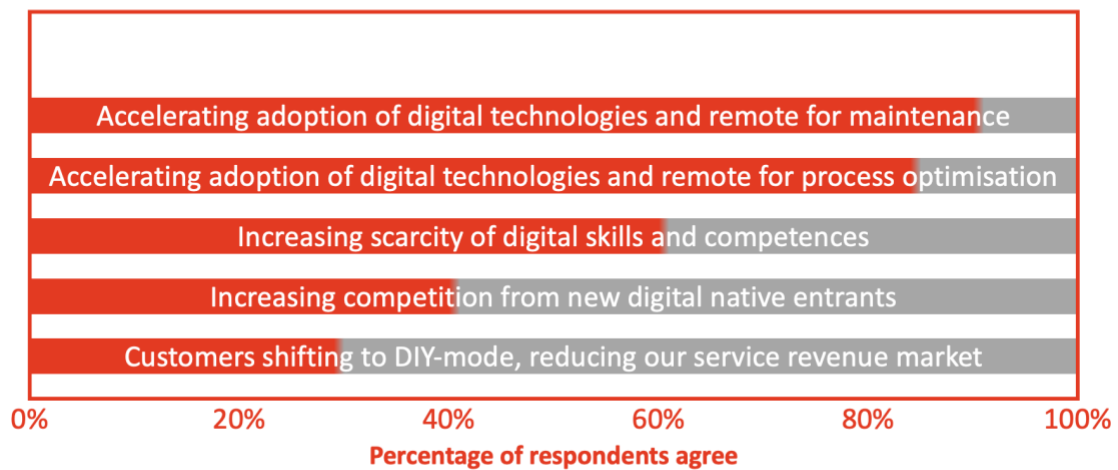 Accelerating adoption of digital technologies and remote for maintenance
Accelerating adoption of digital technologies and remote for process optimisation
Increasing scarcity of digital skills and competences
Increasing competition from new digital native entrants
Customers shifting to DIY-mode, reducing our service revenue market
0% 20% 40% 60% 80% 100%
Percentage of respondents agree